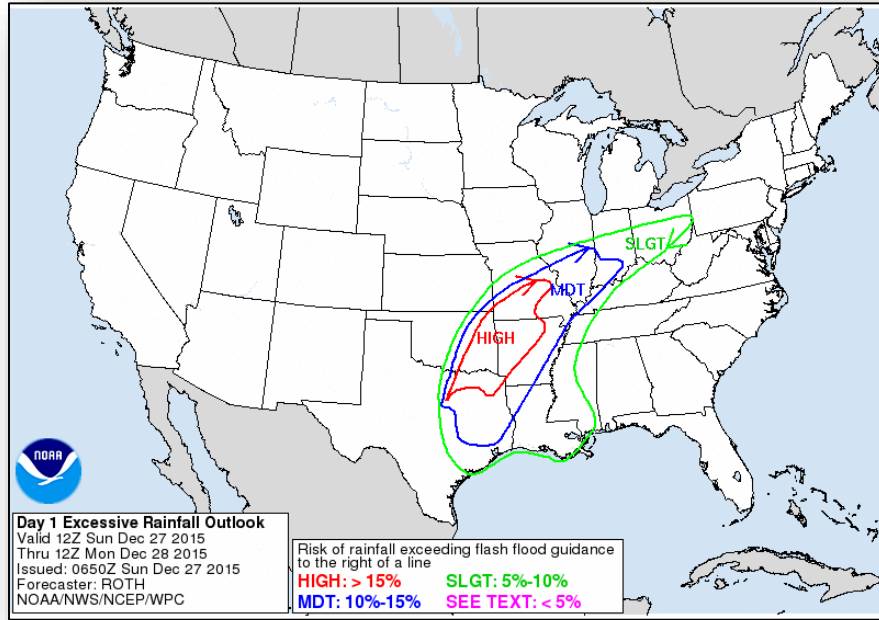 SLGT
MDT
HIGH
NOAA
Day 1 Excessive Rainfall Outlook
Valid 12Z Sun Dec 27 2015
Thru 12Z Mon Dec 28 2015
Issued: 0650Z Sun Dec 27 2015
Forecaster: ROTH
NOAA/NWS/NCEP/WPC
Risk of rainfall exceeding flash flood guidance
to the right of a line
HIGH: > 15% SLGT: 5%-10%
MDT: 10%-15% SEE TEXT: < 5%